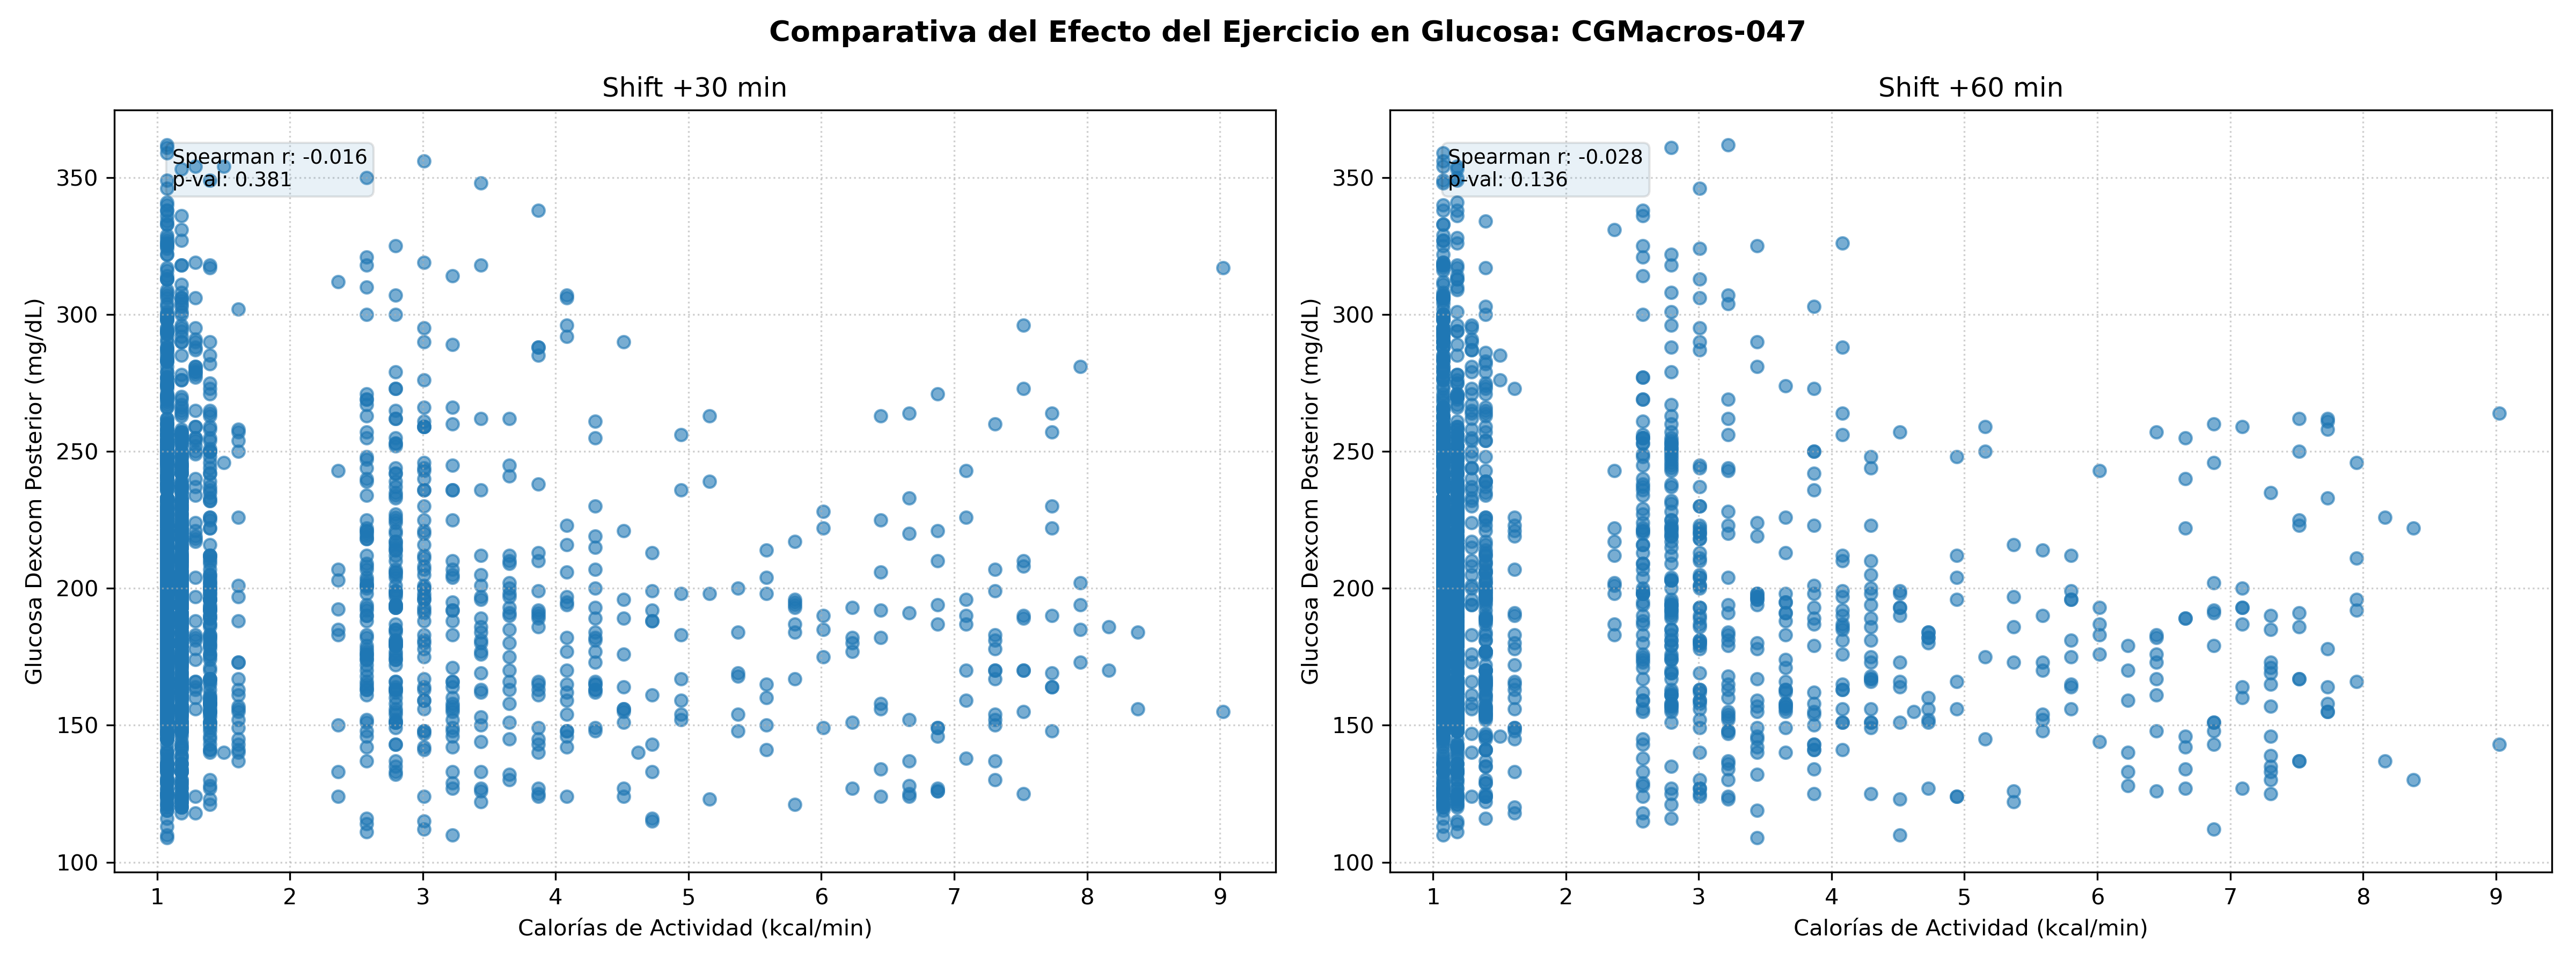 Comparativa del Efecto del Ejercicio en Glucosa: CGMacros-047
Shift +30 min
Spearman r: -0.016
p-val: 0.381
Glucosa Dexcom Posterior (mg/dL)
350
300
250
200
150
100
1 2 3 4 5 6 7 8 9
Calorías de Actividad (kcal/min)
Shift +60 min
Spearman r: -0.028
p-val: 0.136
Glucosa Dexcom Posterior (mg/dL)
350
300
250
200
150
100
1 2 3 4 5 6 7 8 9
Calorías de Actividad (kcal/min)